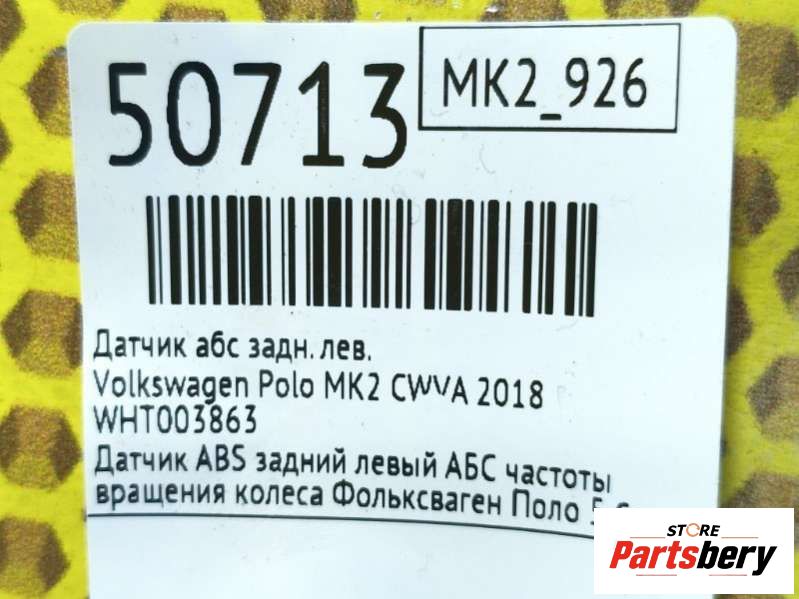 50713
MK2_926
Датчик абс задн. лев.
Volkswagen Polo MK2 CWVA 2018
WHT003863
Датчик ABS задний левый АБС частоты
вращения колеса Фольксваген Поло 5
STORE
Partsbery